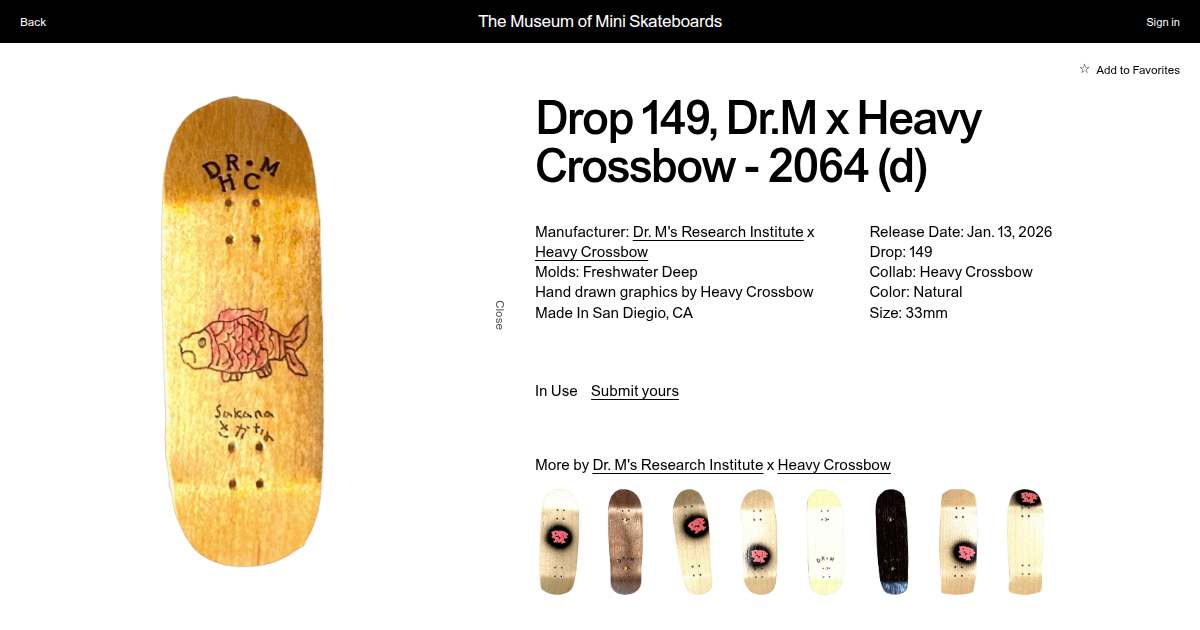 Back
The Museum of Mini Skateboards
Sign in
☆ Add to Favorites
DR•M
HC
Sakana
さかな
Close
Drop 149, Dr.M x Heavy
Crossbow - 2064 (d)
Manufacturer: Dr. M's Research Institute x
Heavy Crossbow
Molds: Freshwater Deep
Hand drawn graphics by Heavy Crossbow
Made In San Diegio, CA
Release Date: Jan. 13, 2026
Drop: 149
Collab: Heavy Crossbow
Color: Natural
Size: 33mm
In Use Submit yours
More by Dr. M's Research Institute x Heavy Crossbow
DR•M
DR•M